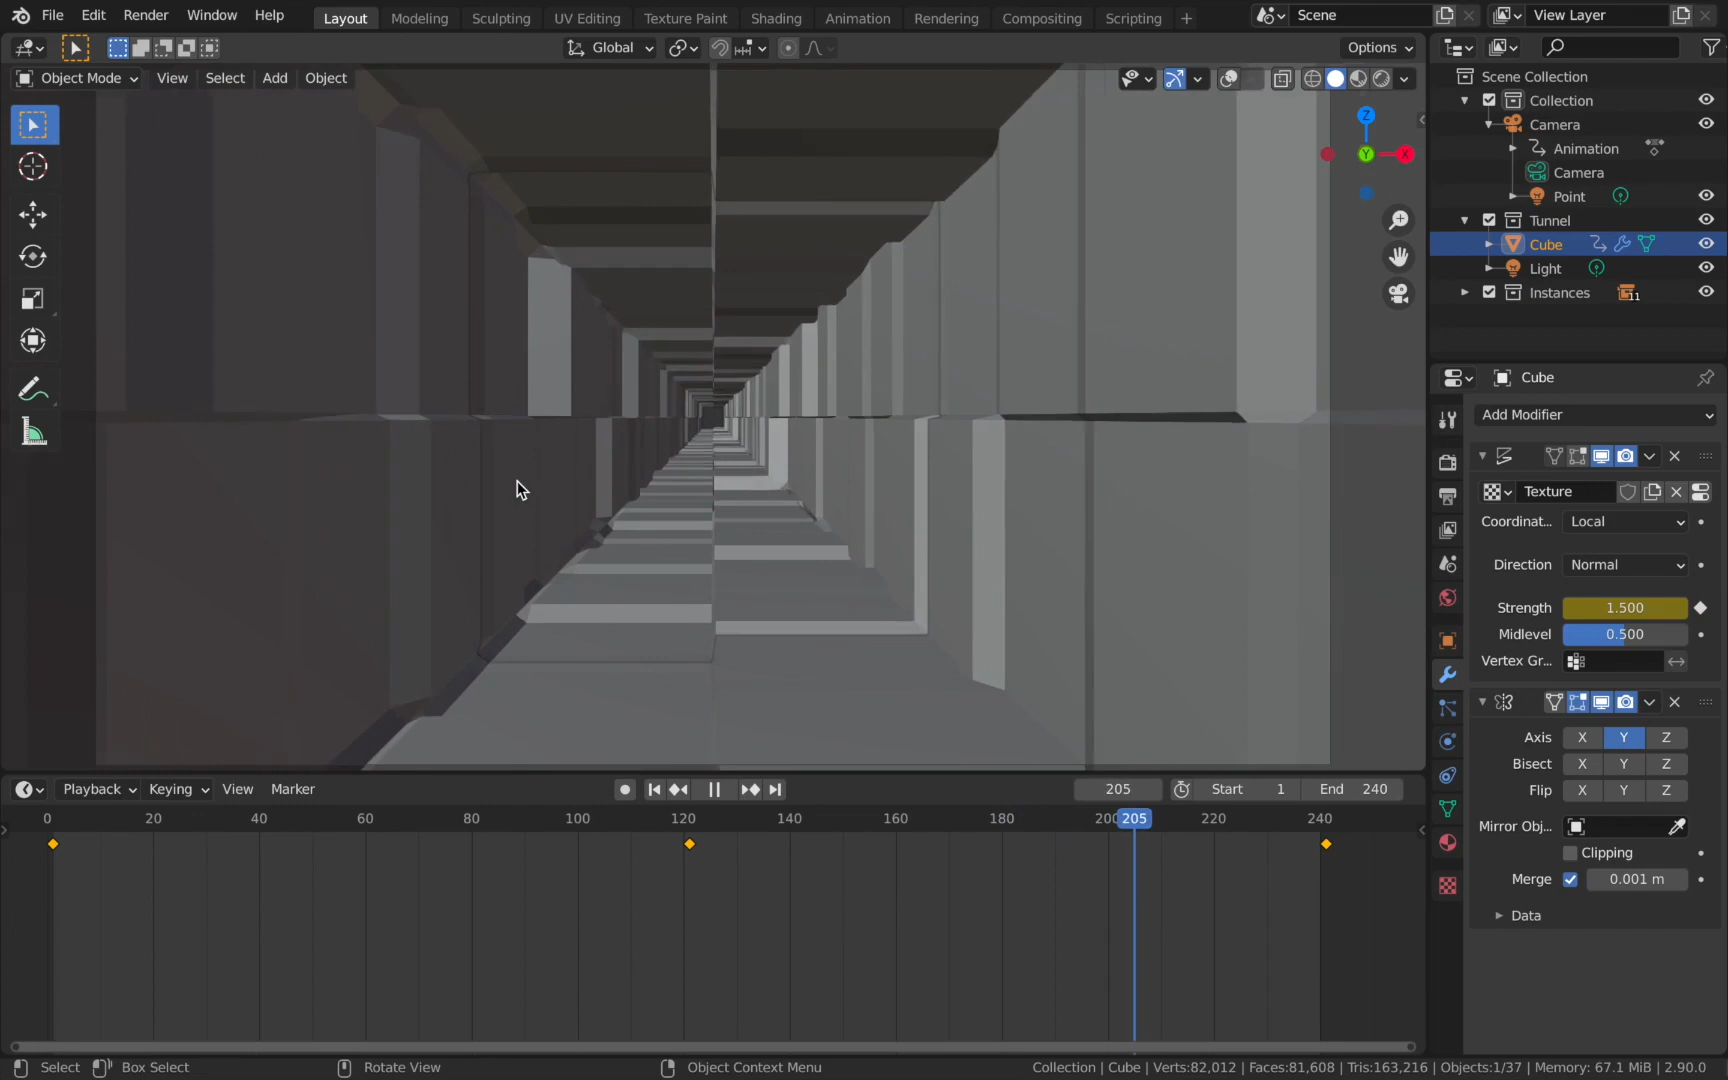 File Edit Render Window Help Layout Modeling Sculpting UV Editing Texture Paint Shading Animation Rendering Compositing Scripting + Scene View Layer
Global Options
Object Mode View Select Add Object
Z
Y X
Scene Collection
Collection
Camera
Animation
Camera
Point
Tunnel
Cube
Light
Instances 11
Cube
Add Modifier
Texture
Coordinat... Local
Direction Normal
Strength 1.500
Midlevel 0.500
Vertex Gr...
Axis X Y Z
Bisect X Y Z
Flip X Y Z
Mirror Obj...
Clipping
Merge 0.001 m
Data
Playback Keying View Marker 205 Start 1 End 240
0 20 40 60 80 100 120 140 160 180 200 205 220 240
Select Box Select Rotate View Object Context Menu Collection | Cube | Verts:82,012 | Faces:81,608 | Tris:163,216 | Objects:1/37 | Memory: 67.1 MiB | 2.90.0